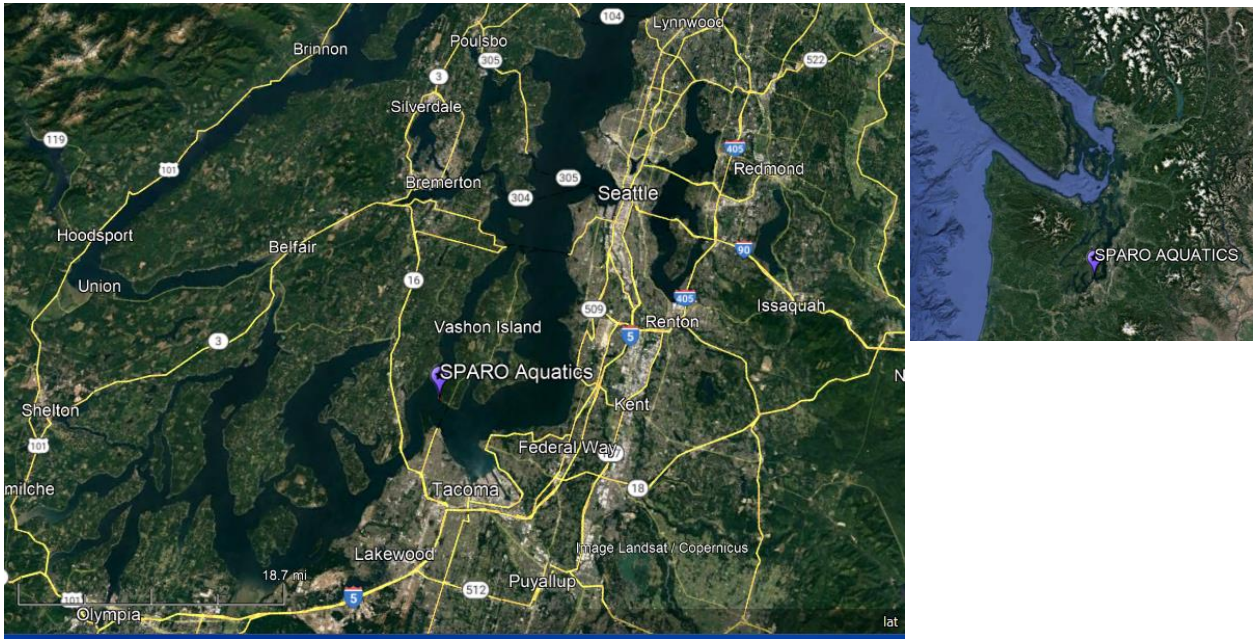 104
Lynnwood
Poulsbo
Brinnon
305
3
522
Silverdale
119
405
101
Redmond
305
Bremerton
304
Seattle
Hoodsport
Belfair
90
16
Union
405
Issaquah
509
Renton
Vashon Island
5
3
SPARO Aquatics
N
Kent
Shelton
101
Federal Way
18
milche
Tacoma
Image Landsat / Copernicus
Lakewood
18.7 mi
Puyallup
512
5
101
Olympia
lat
SPARO AQUATICS